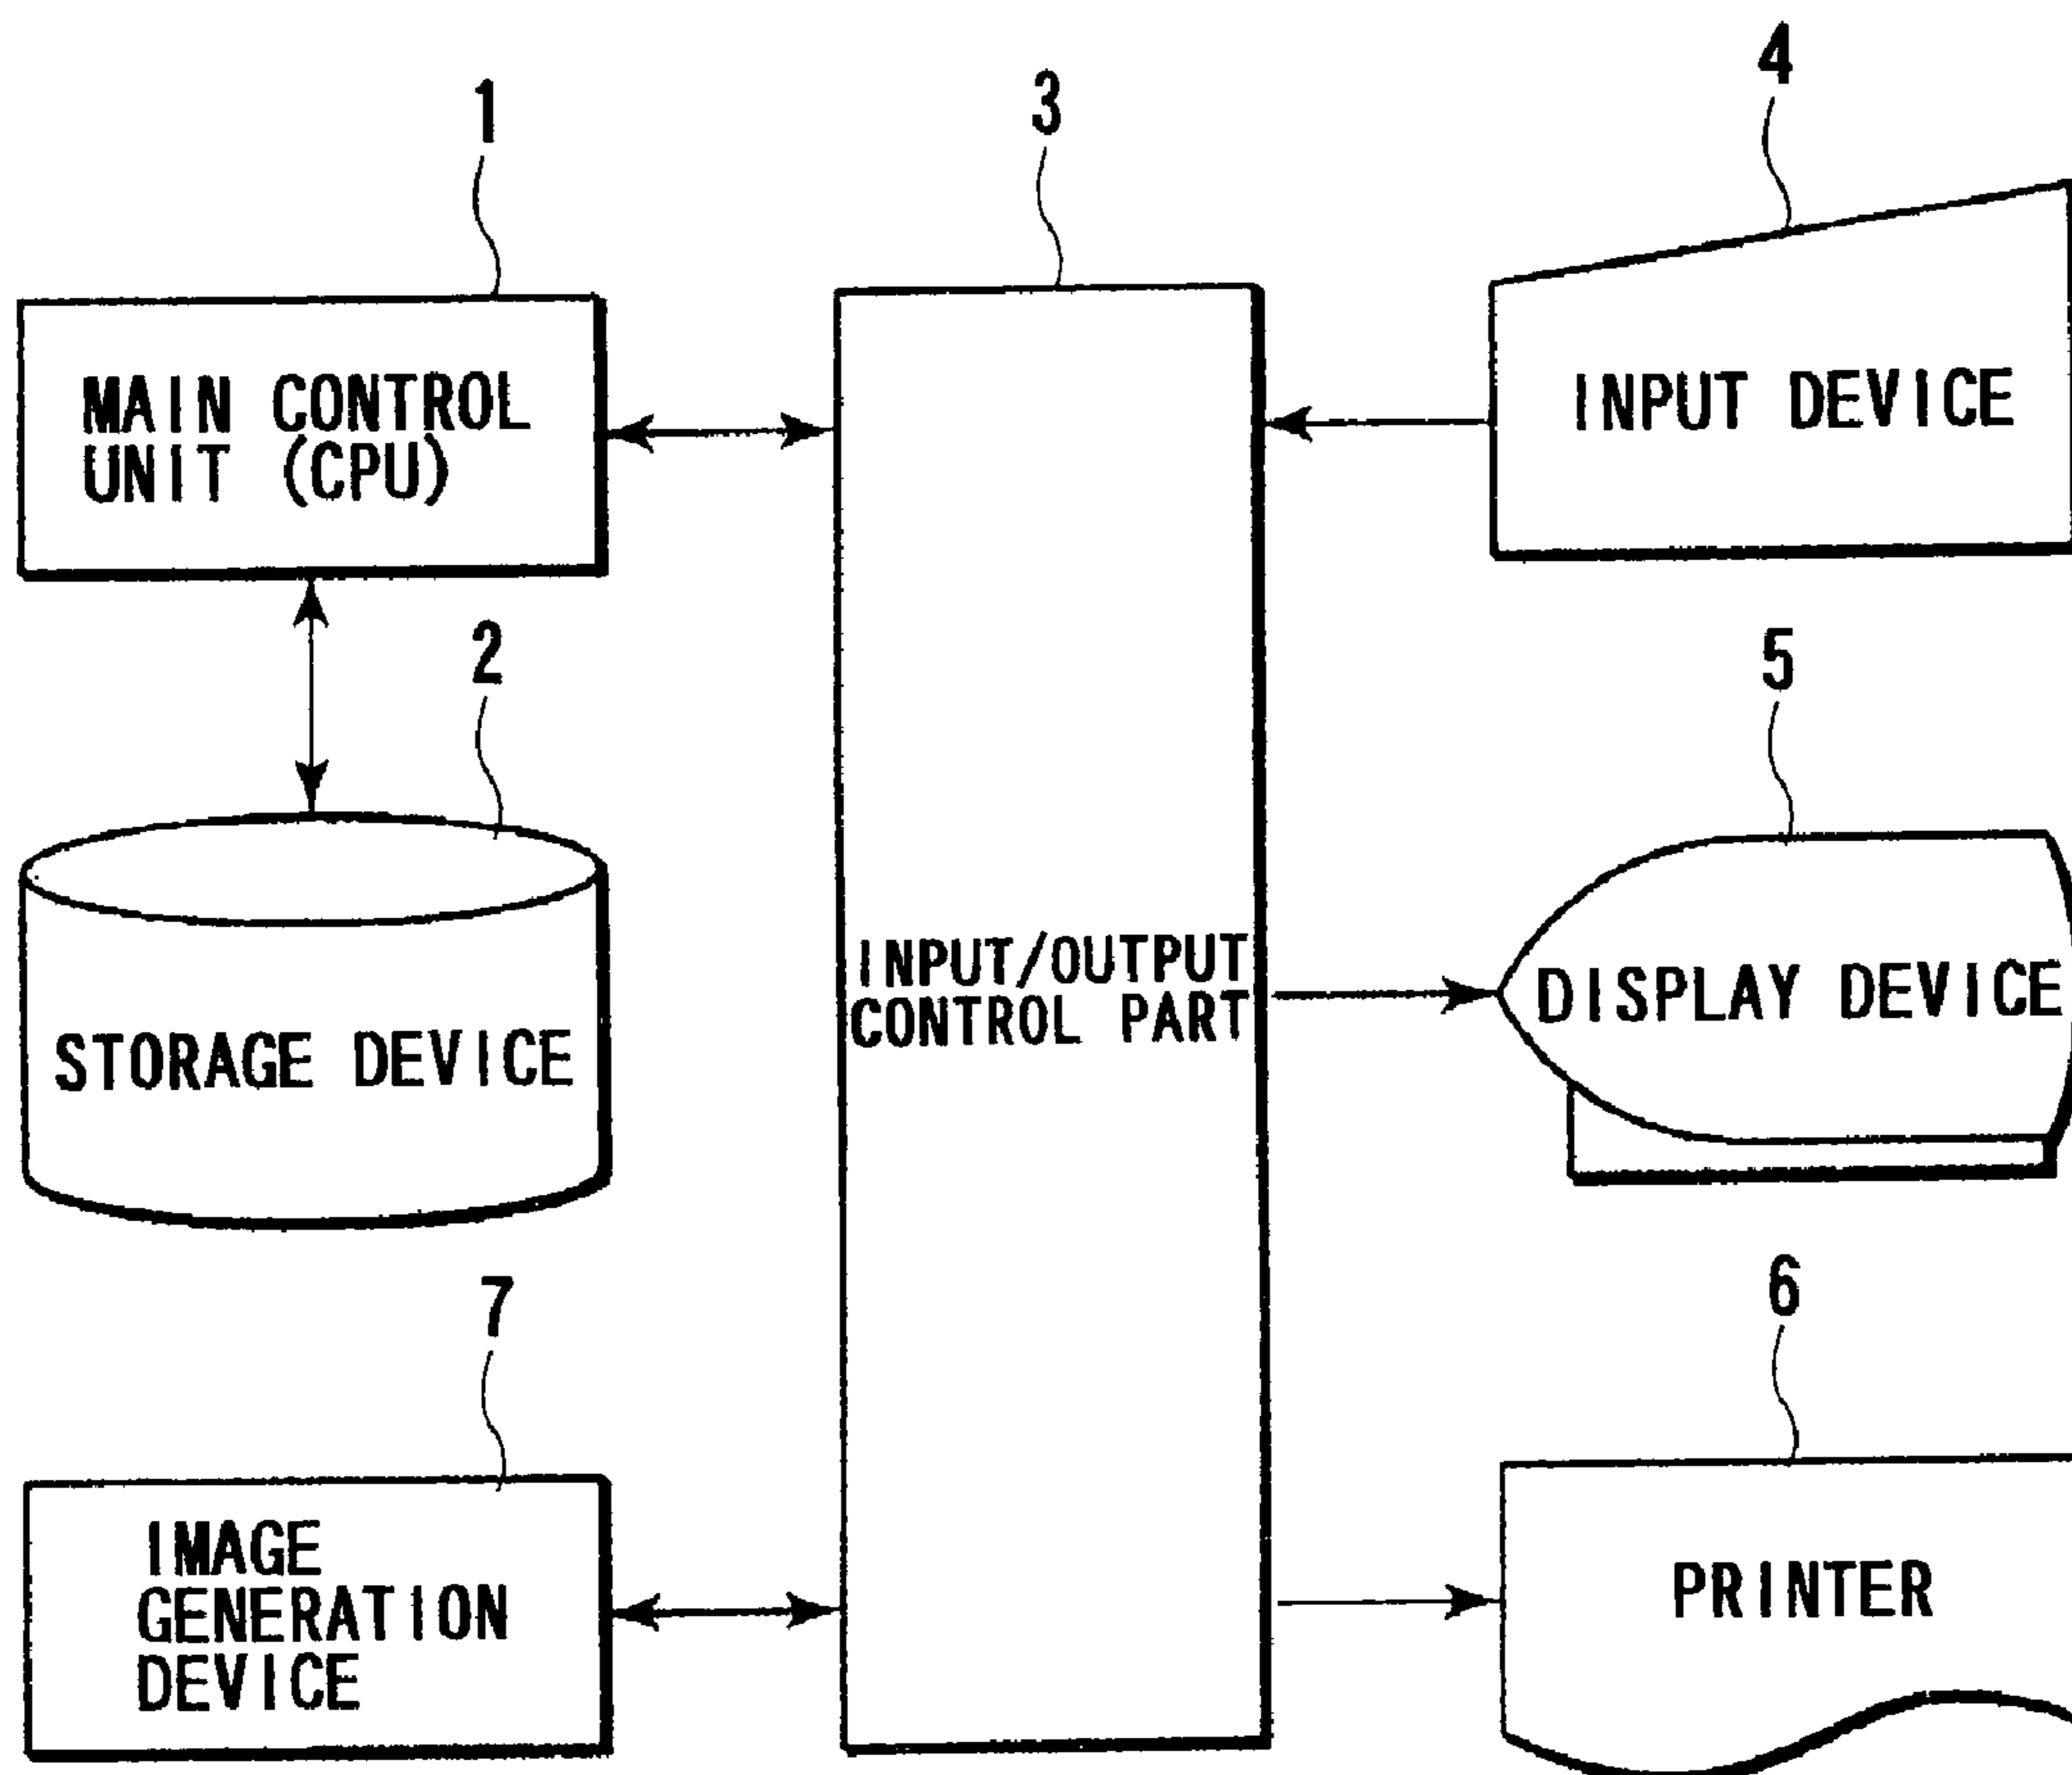 1
3
4
MAIN CONTROL
UNIT (CPU)
INPUT DEVICE
2
5
STORAGE DEVICE
INPUT/OUTPUT
CONTROL PART
DISPLAY DEVICE
7
6
IMAGE
GENERATION
DEVICE
PRINTER